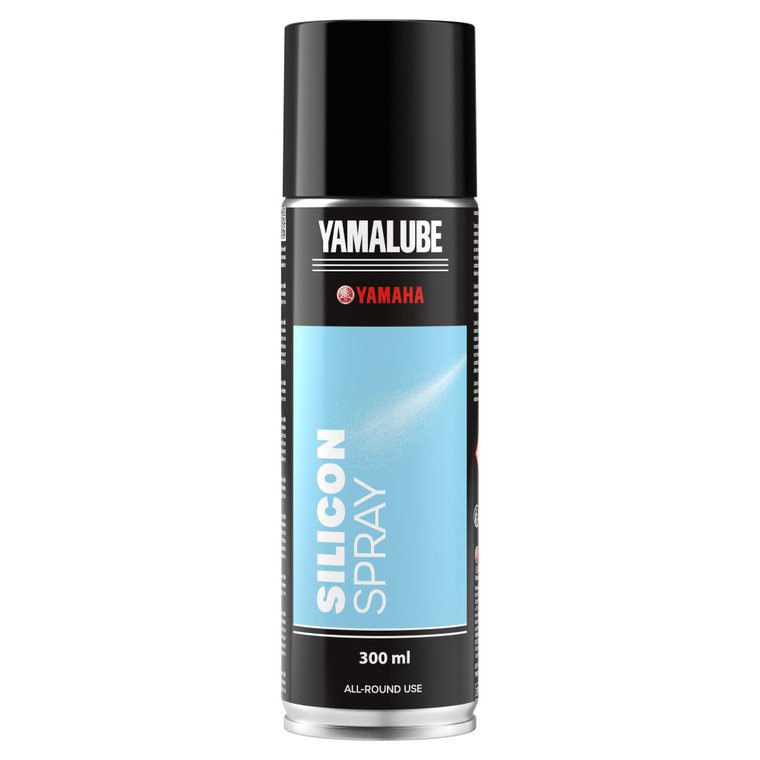 YAMALUBE
YAMAHA
SILICON
SPRAY
300 ml
ALL-ROUND USE